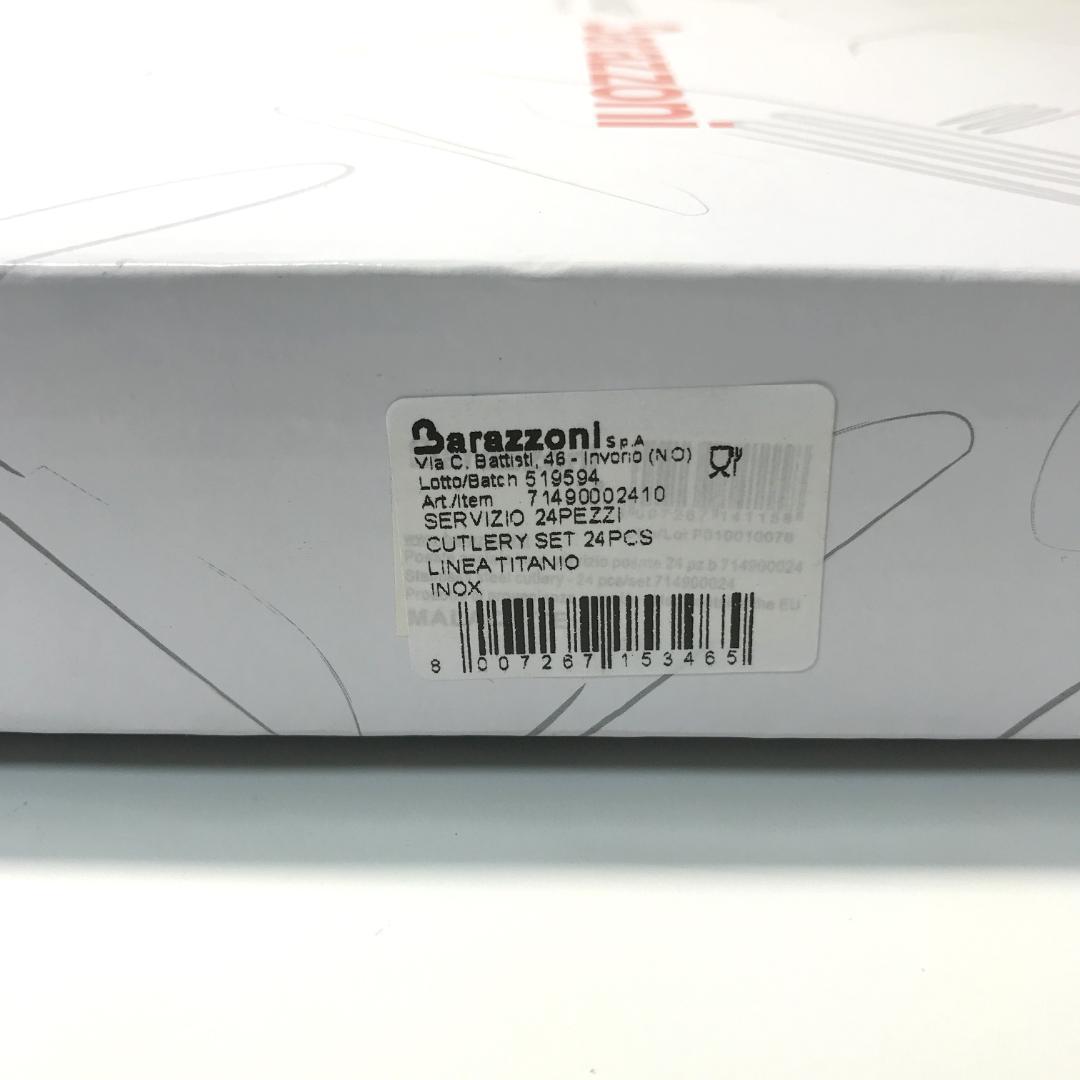 Barazzoni
Barazzoni S.p.A
Via C. Battisti, 46 - Invorio (NO)
Lotto/Batch 519594
Art./Item 71490002410
SERVIZIO 24PEZZI
CUTLERY SET 24PCS
LINEA TITANIO
INOX
8 007267 153465